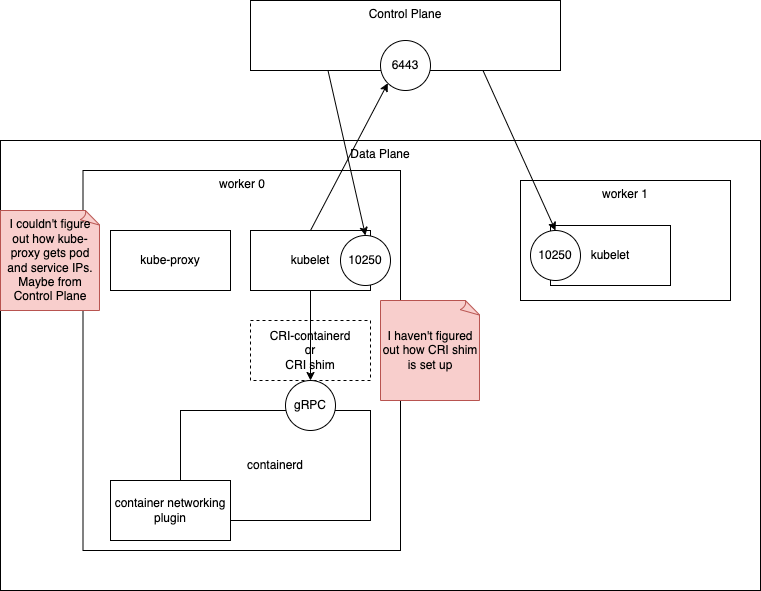 Control Plane
6443
Data Plane
worker 0
worker 1
I couldn't figure
out how kube-
proxy gets pod
and service IPs.
Maybe from
Control Plane
kube-proxy
kubelet
10250
10250
kubelet
CRI-containerd
or
CRI shim
I haven't figured
out how CRI shim
is set up
gRPC
containerd
container networking
plugin